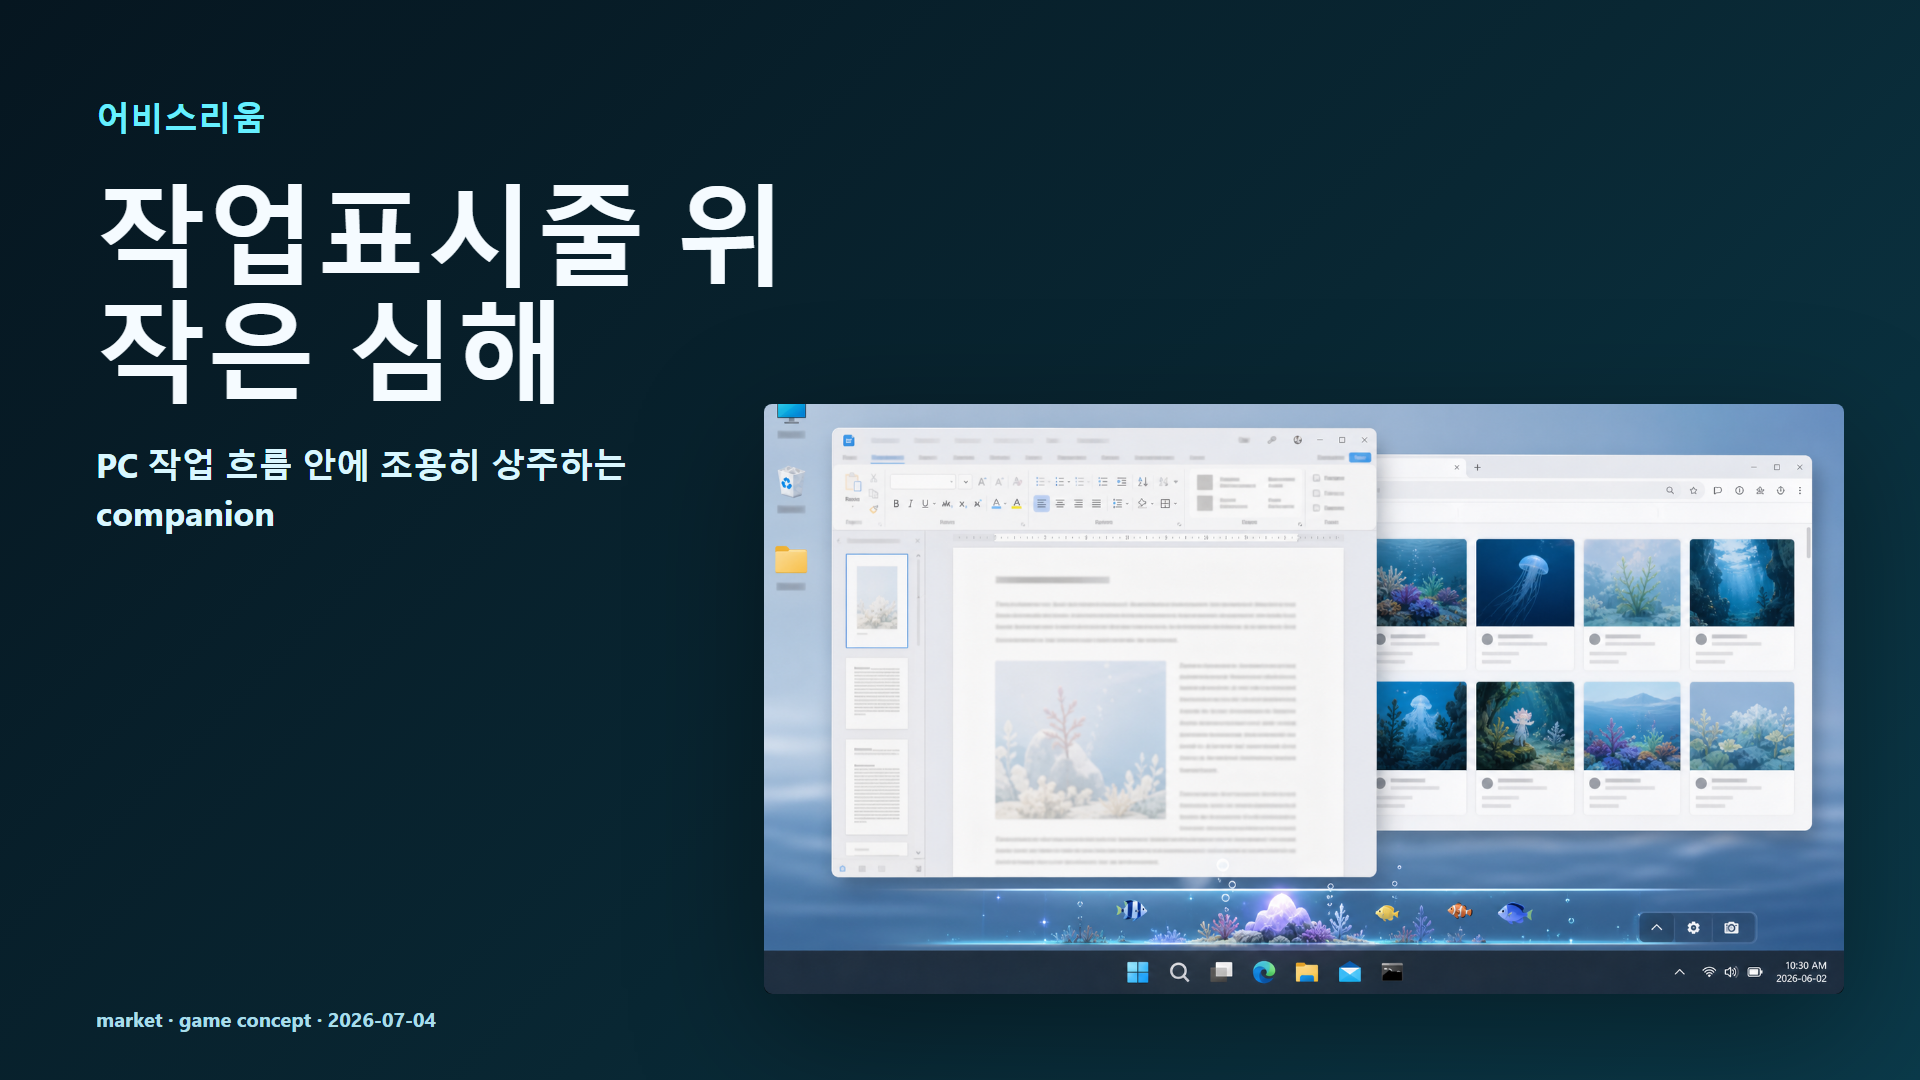 어비스리움
작업표시줄 위
작은 심해
PC 작업 흐름 안에 조용히 상주하는
companion
10:30 AM
2026-06-02
market · game concept · 2026-07-04